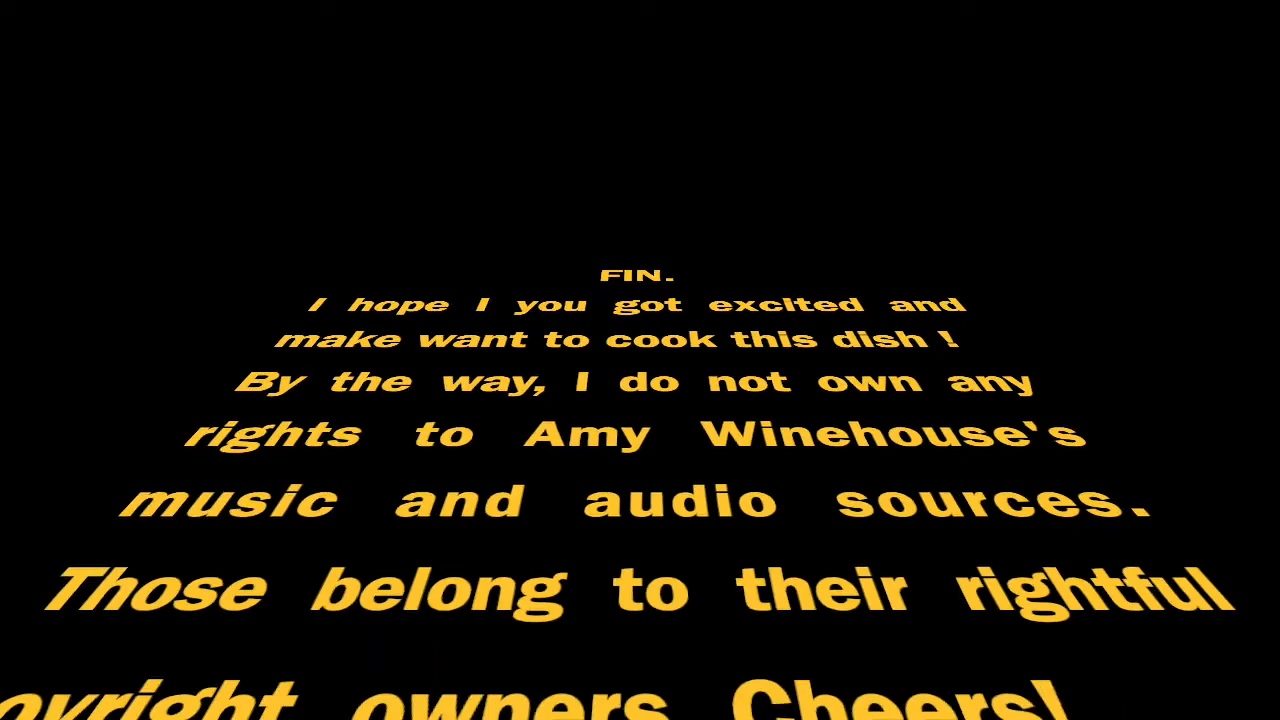 FIN.
I hope I you got excited and
make want to cook this dish !
By the way, I do not own any
rights to Amy Winehouse's
music and audio sources.
Those belong to their rightful
owners. Cheers!